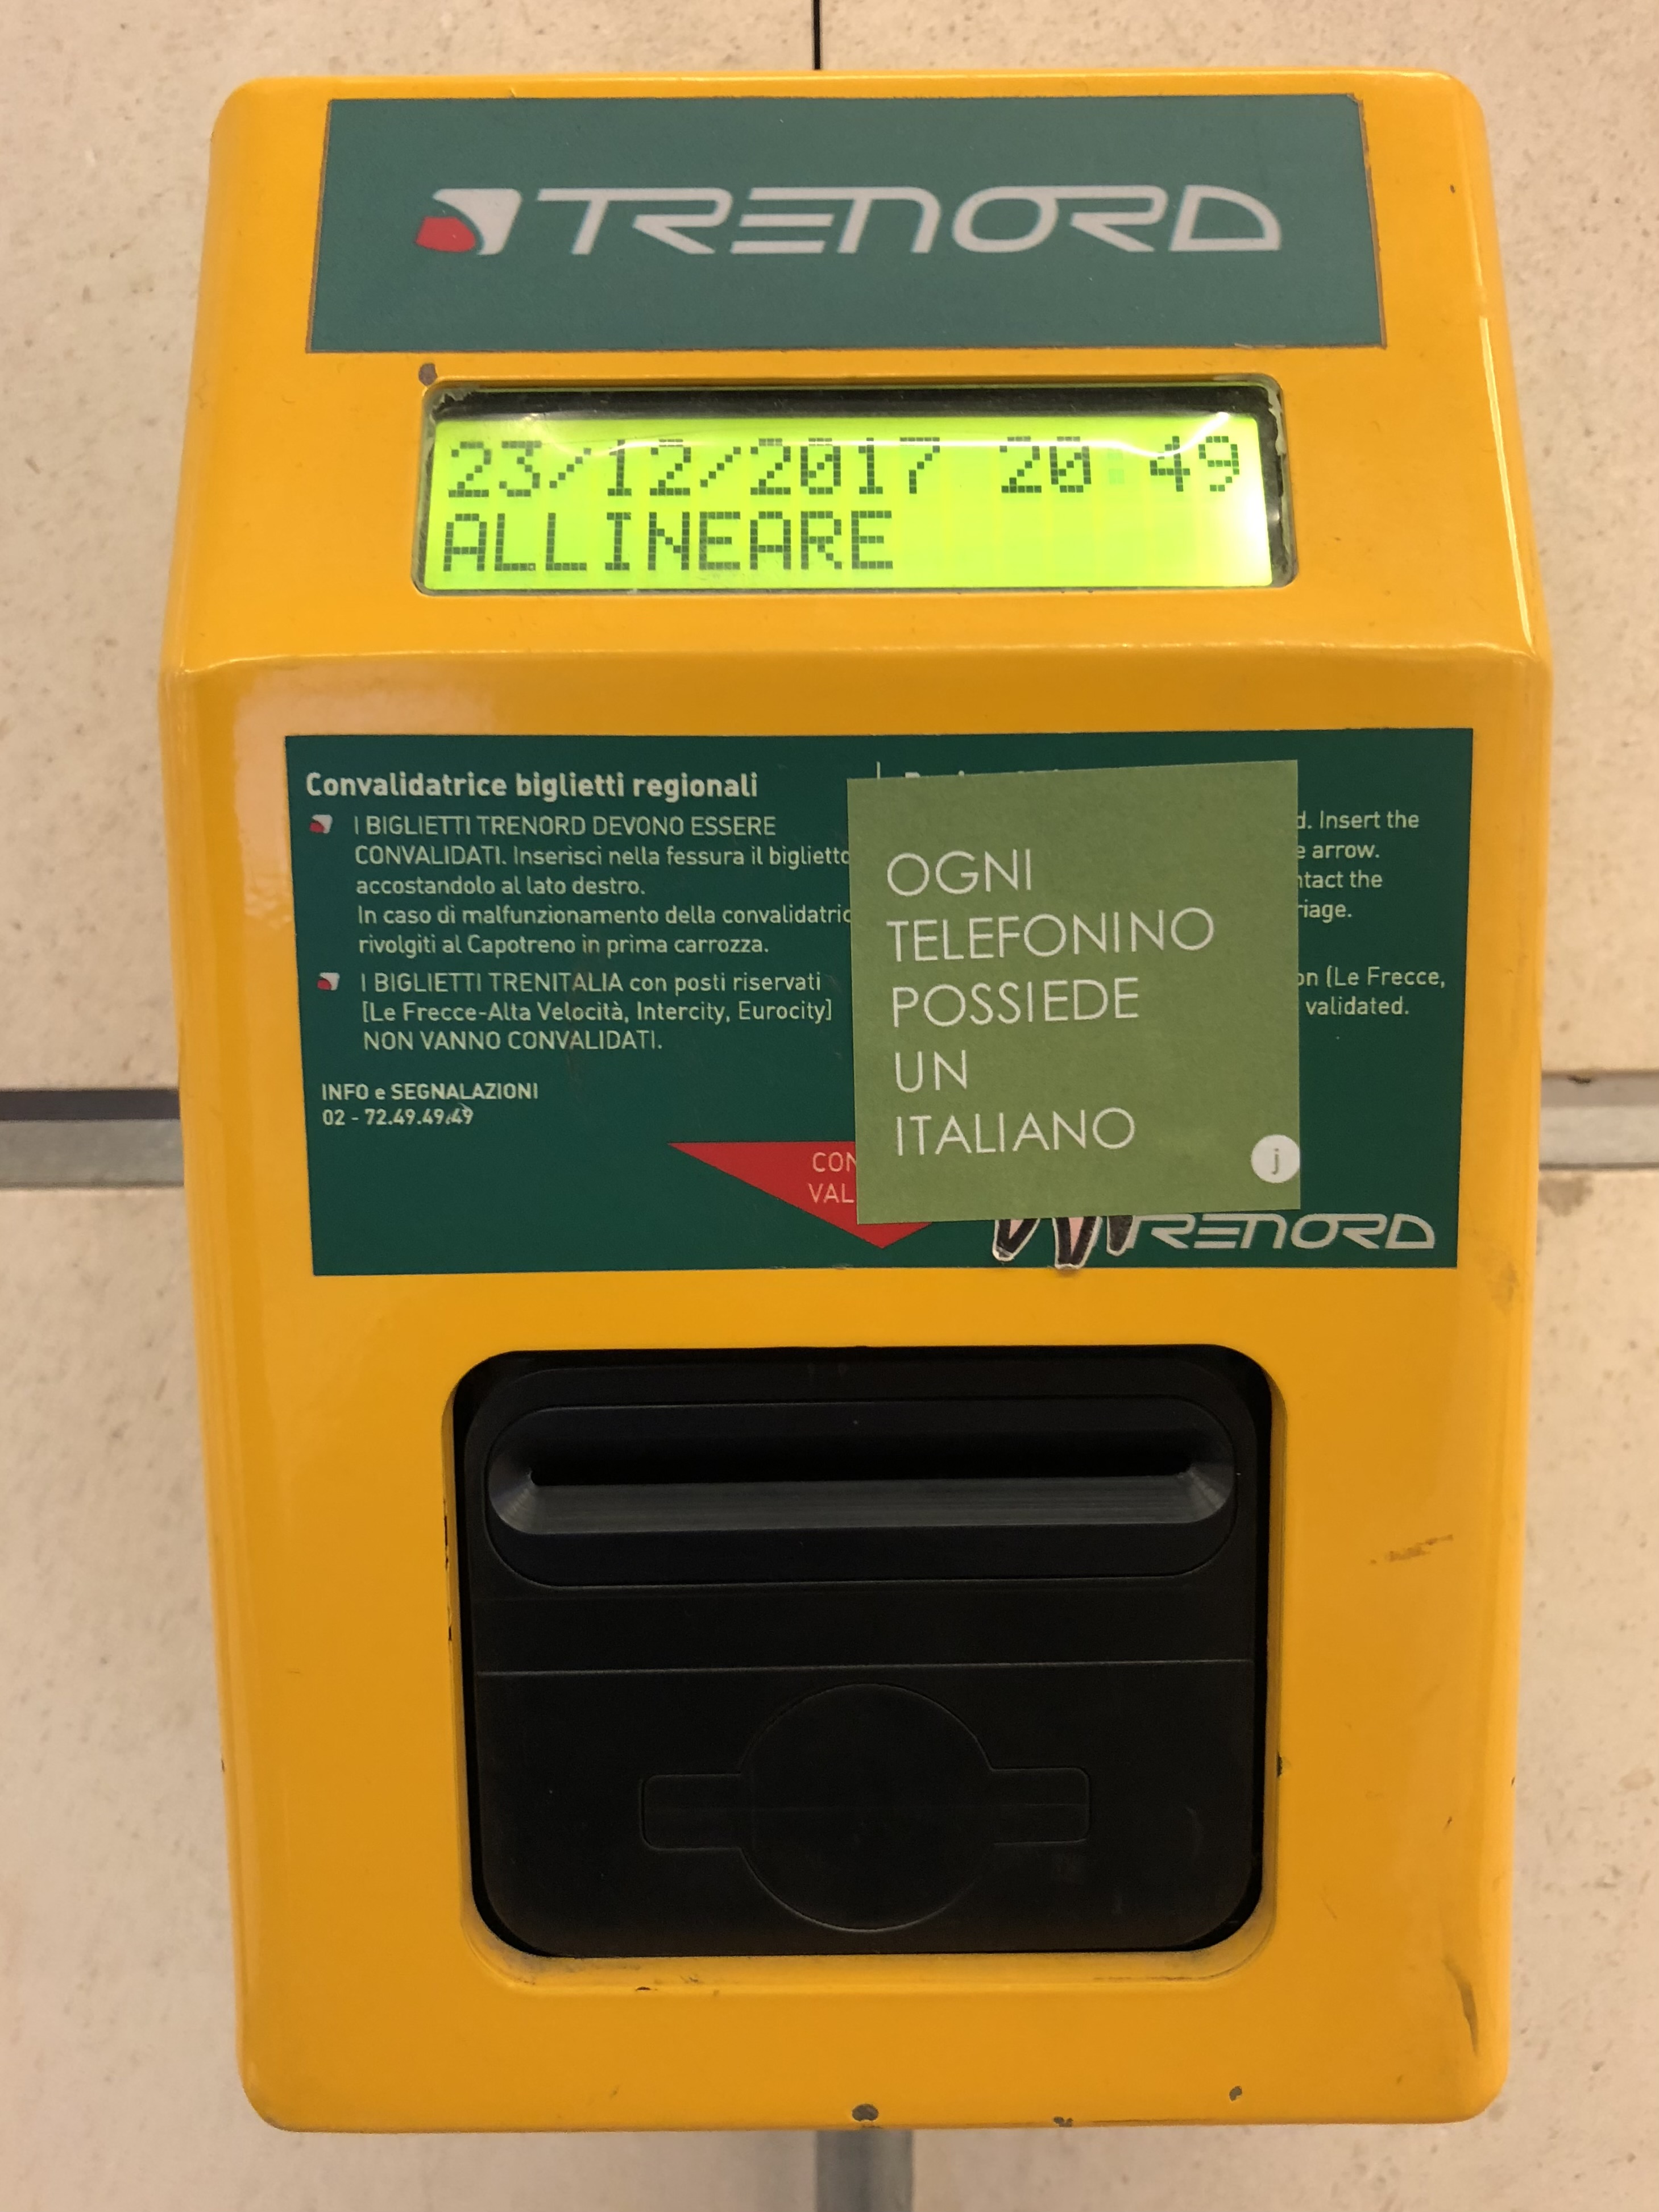 TRENORD
23/12/2017 20:49
ALLINEARE
Convalidatrice biglietti regionali
I BIGLIETTI TRENORD DEVONO ESSERE
CONVALIDATI. Inserisci nella fessura il biglietto
accostandolo al lato destro.
In caso di malfunzionamento della convalidatric
rivolgiti al Capotreno in prima carrozza.
I BIGLIETTI TRENITALIA con posti riservati
[Le Frecce-Alta Velocità, Intercity, Eurocity]
NON VANNO CONVALIDATI.
INFO e SEGNALAZIONI
02 - 72.49.49.49
CON
VAL
OGNI
TELEFONINO
POSSIEDE
UN
ITALIANO
j
d. Insert the
e arrow.
ntact the
riage.
on (Le Frecce,
validated.
TRENORD